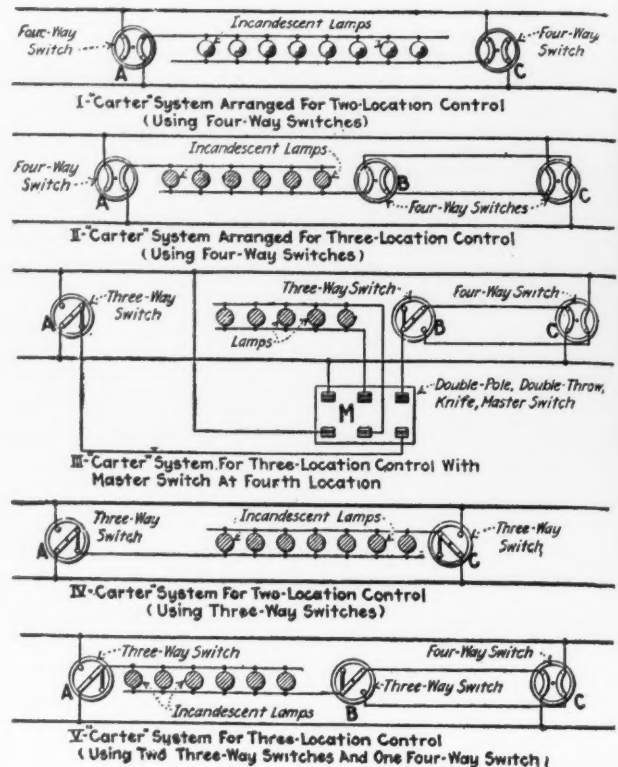 Incandescent Lamps
Four-Way Switch
A
C
Four-Way Switch
I-"Carter" System Arranged For Two-Location Control
(Using Four-Way Switches)
Incandescent Lamps
Four-Way Switch
A
B
C
Four-Way Switches
II-"Carter" System Arranged For Three-Location Control
(Using Four-Way Switches)
Three-Way Switch
Three-Way Switch
Four-Way Switch
A
B
C
Lamps
M
Double-Pole, Double-Throw,
Knife, Master Switch
III-"Carter" System For Three-Location Control With
Master Switch At Fourth Location
Three-Way Switch
Incandescent Lamps
Three-Way Switch
A
C
IV-"Carter" System For Two-Location Control
(Using Three-Way Switches)
Three-Way Switch
Four-Way Switch
A
Three-Way Switch
C
Incandescent Lamps
B
V-"Carter" System For Three-Location Control
(Using Two Three-Way Switches And One Four-Way Switch)